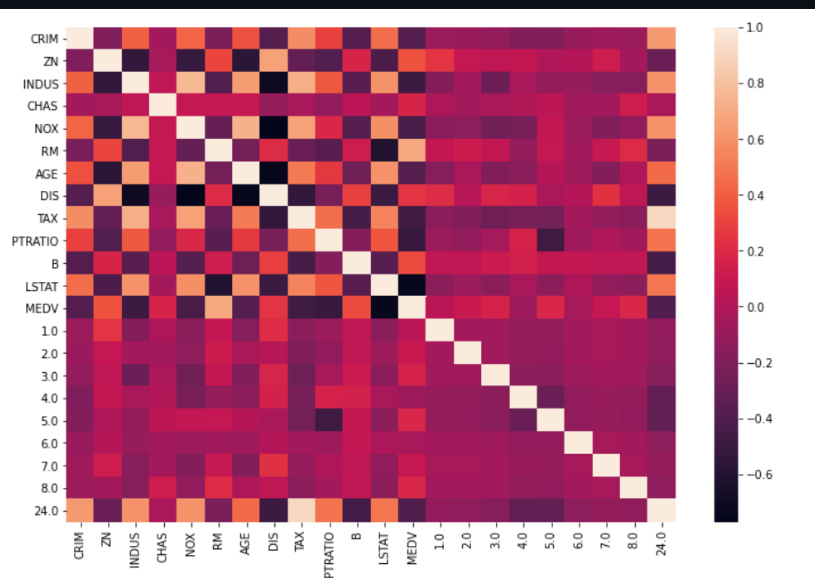 CRIM
ZN
INDUS
CHAS
NOX
RM
AGE
DIS
TAX
PTRATIO
B
LSTAT
MEDV
1.0
2.0
3.0
4.0
5.0
6.0
7.0
8.0
24.0
CRIM ZN INDUS CHAS NOX RM AGE DIS TAX PTRATIO B LSTAT MEDV 1.0 2.0 3.0 4.0 5.0 6.0 7.0 8.0 24.0
1.0
0.8
0.6
0.4
0.2
0.0
−0.2
−0.4
−0.6